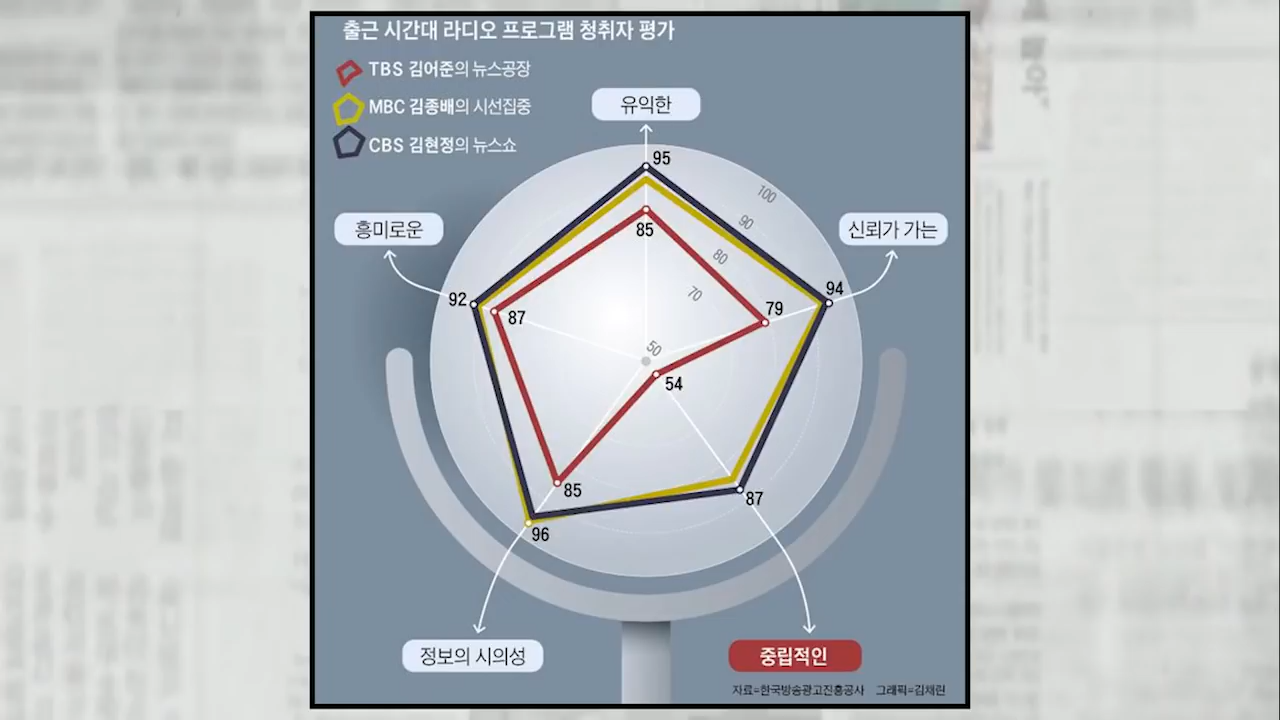 출근 시간대 라디오 프로그램 청취자 평가
TBS 김어준의 뉴스공장
MBC 김종배의 시선집중
CBS 김현정의 뉴스쇼
유익한
95
100
90
85
80
70
50
흥미로운
신뢰가 가는
92
87
94
79
54
85
96
87
정보의 시의성
중립적인
자료=한국방송광고진흥공사 그래픽=김채린